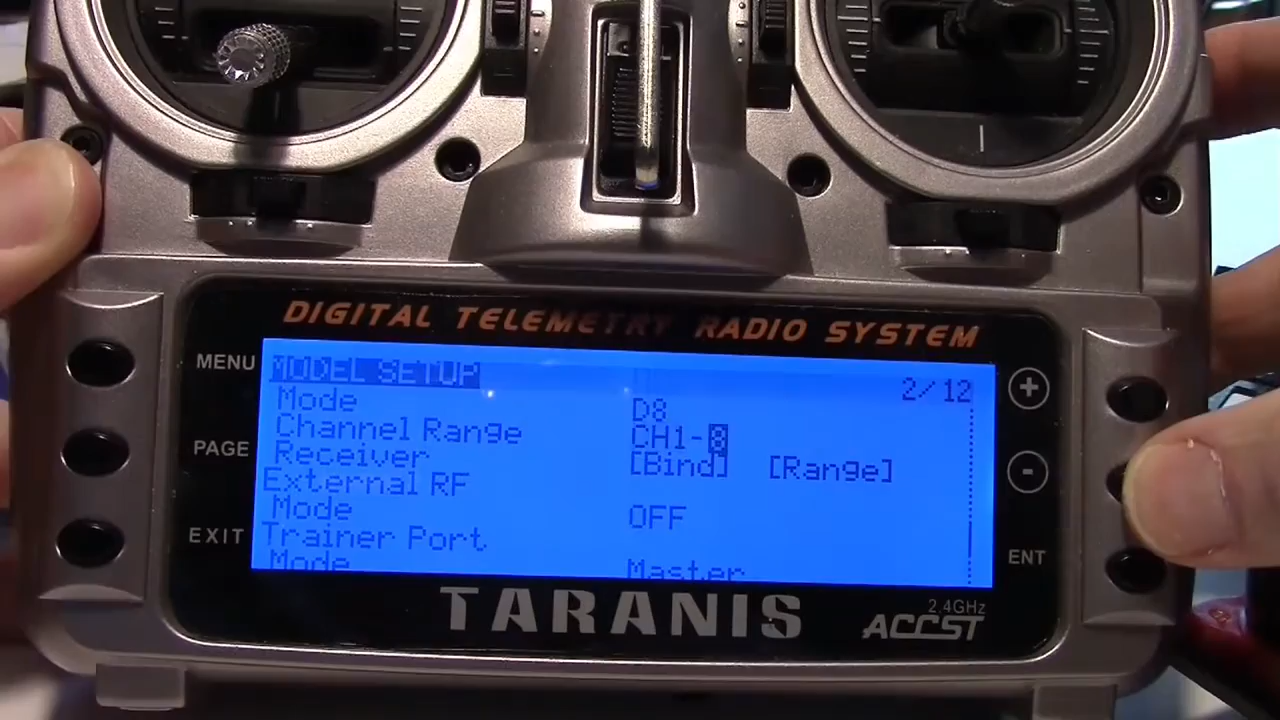 DIGITAL TELEMETRY RADIO SYSTEM
MENU
PAGE
EXIT
MODEL SETUP 2/12
Mode D8
Channel Range CH1-8
Receiver [Bind] [Range]
External RF
Mode OFF
Trainer Port
Mode Master
+
-
ENT
TARANIS
2.4GHz
ACCST